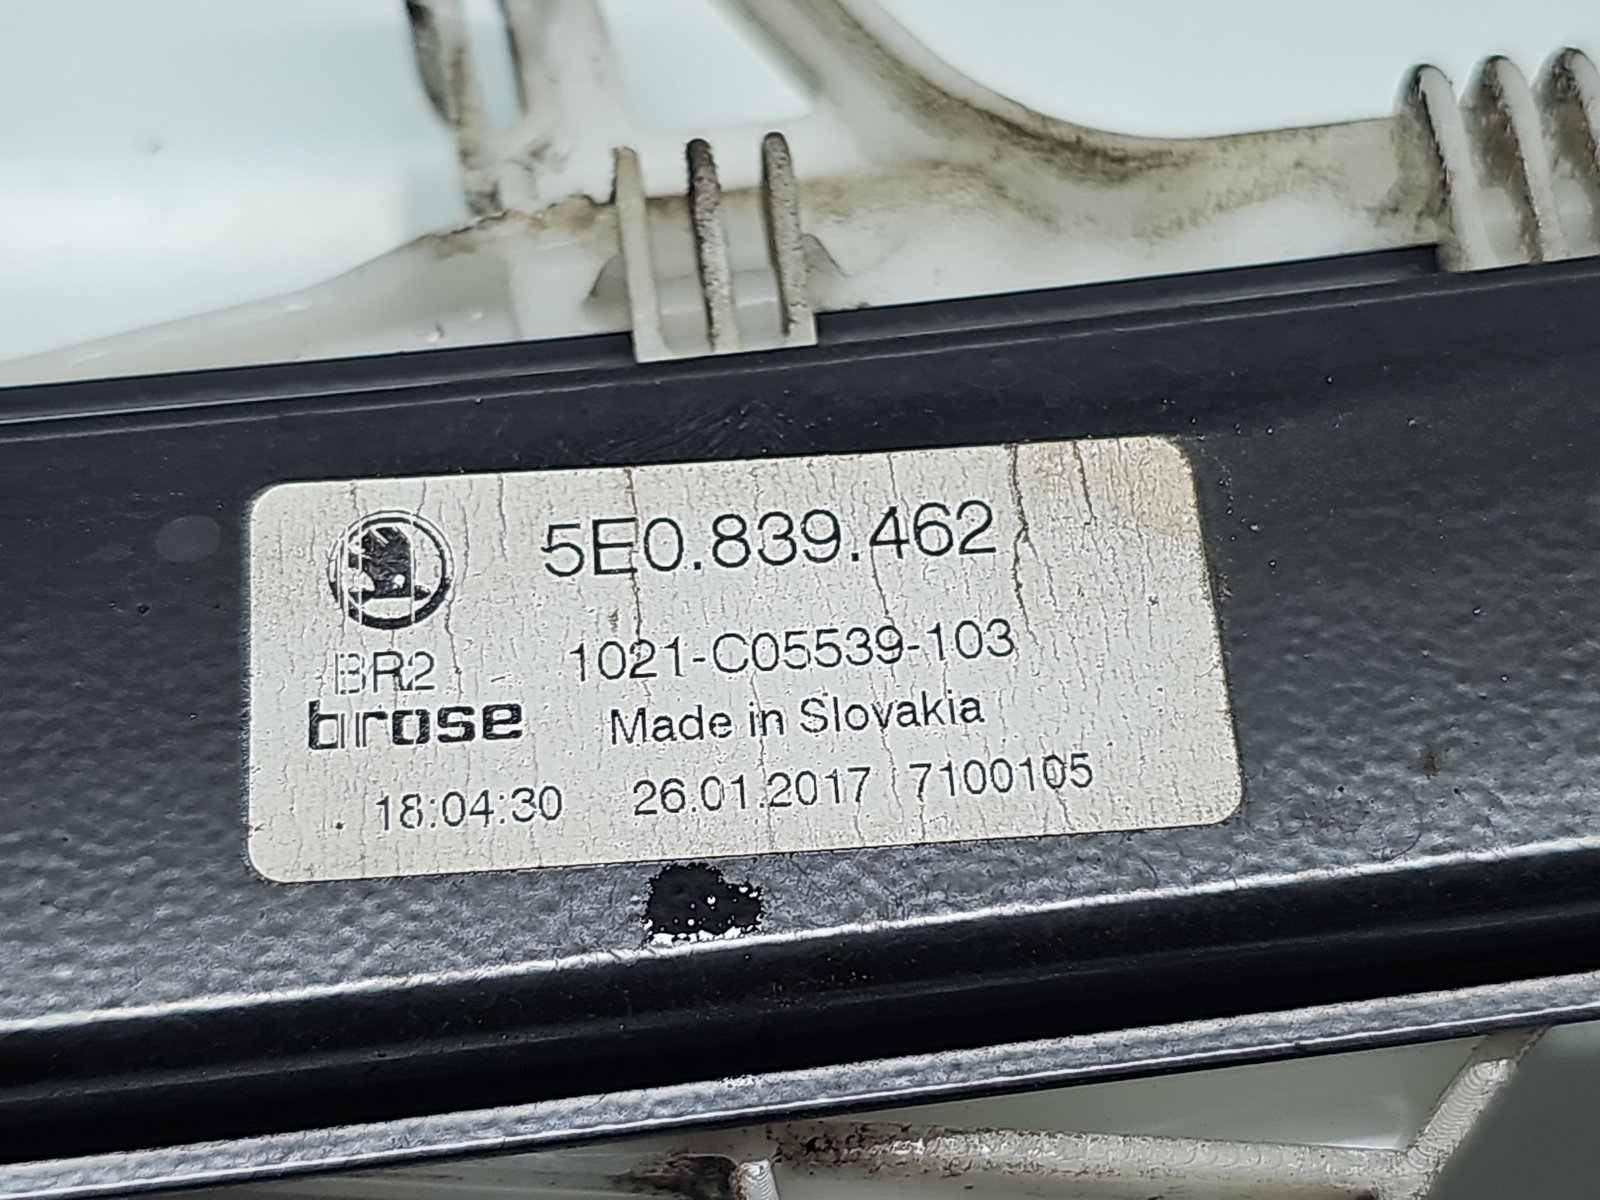 5E0.839.462
BR2 1021-C05539-103
brose Made in Slovakia
18:04:30 26.01.2017 7100105